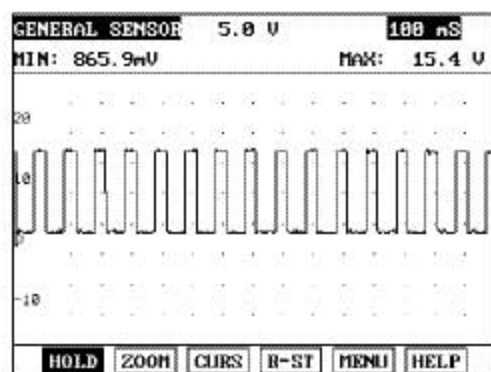 GENERAL SENSOR 5.0 V 100 mS
MIN: 865.9mV MAX: 15.4 V
20
10
0
-10
HOLD ZOOM CURS R-ST MENU HELP